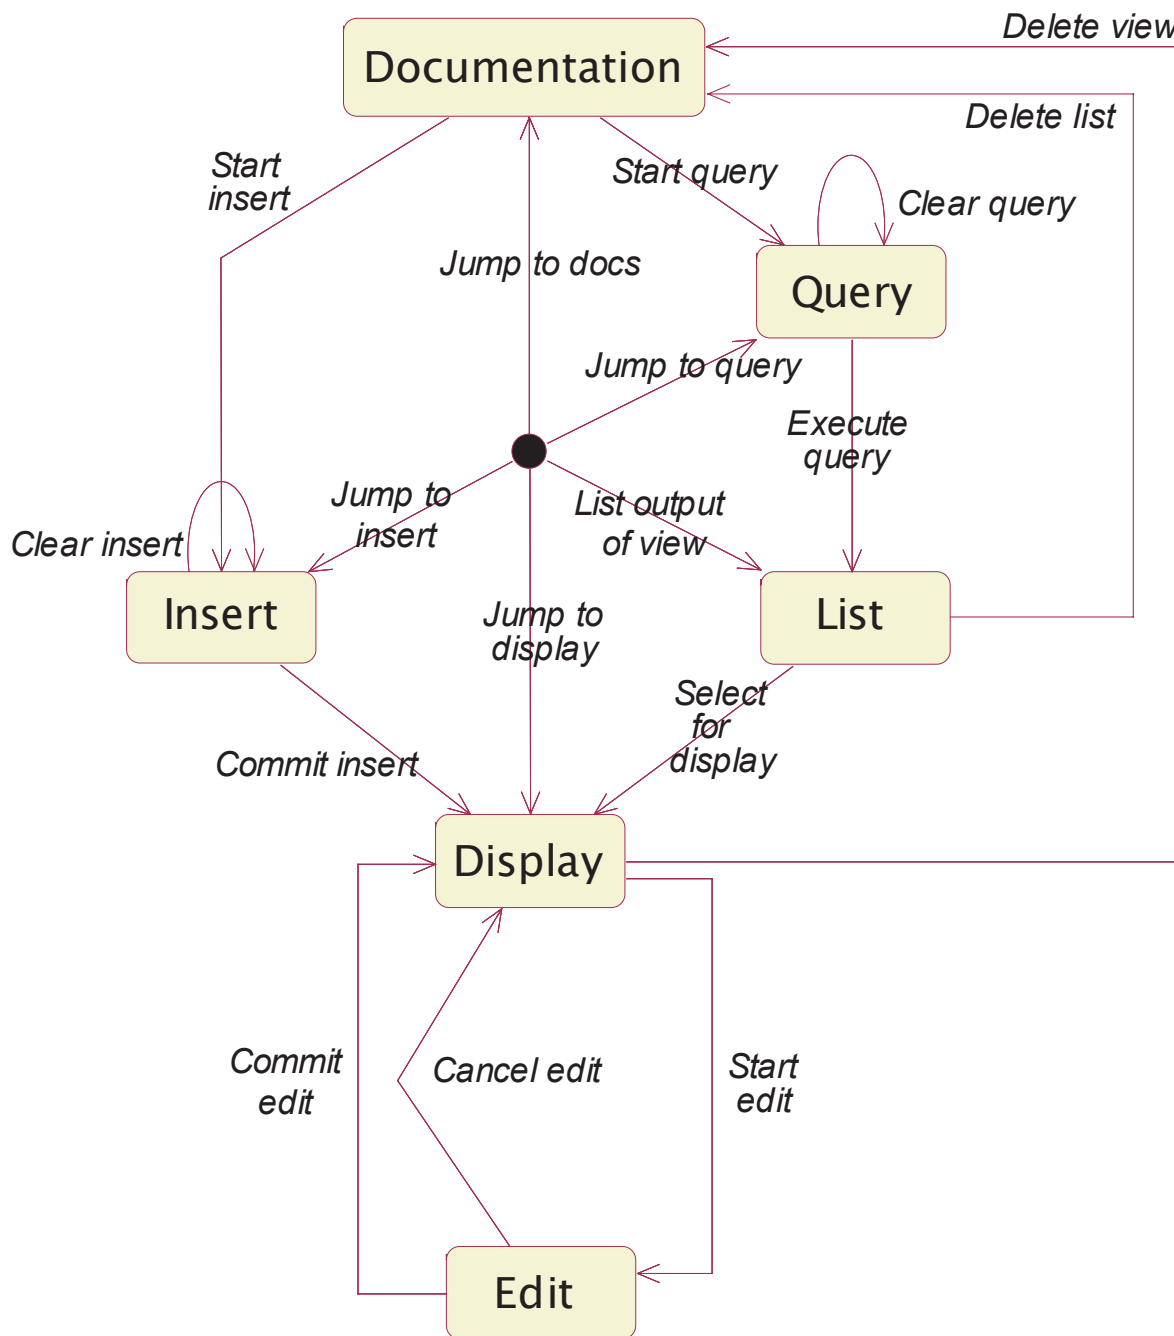 Delete view
Documentation
Delete list
Start
insert
Start query
Clear query
Jump to docs
Query
Jump to query
Execute
query
Jump to
insert
List output
of view
Clear insert
Insert
Jump to
display
List
Select
for
display
Commit insert
Display
Commit
edit
Cancel edit
Start
edit
Edit